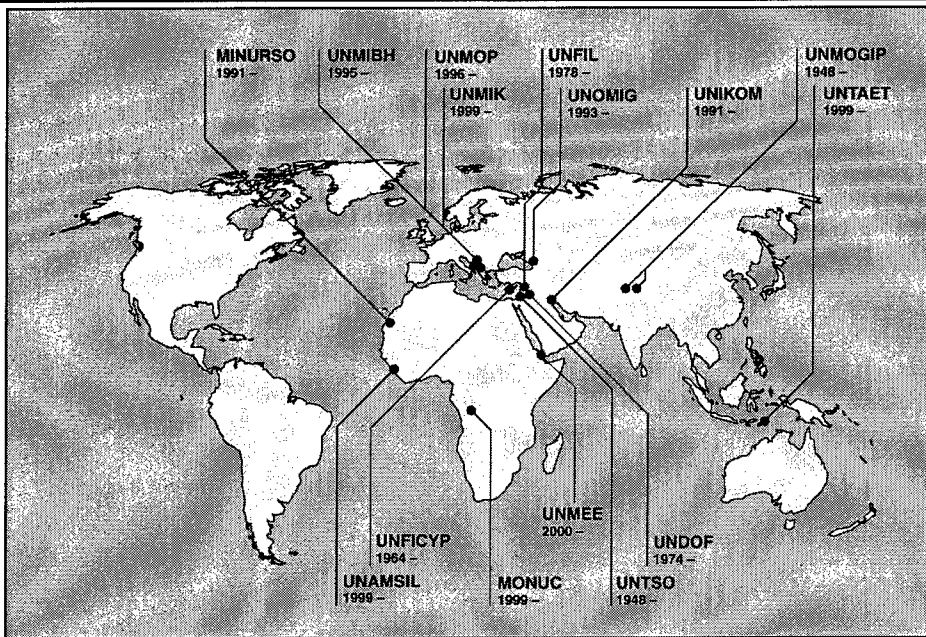 MINURSO
1991 –
UNMIBH
1995 –
UNMOP
1996 –
UNMIK
1999 –
UNFIL
1978 –
UNOMIG
1993 –
UNIKOM
1991 –
UNMOGIP
1948 –
UNTAET
1999 –
UNFICYP
1964 –
UNAMSIL
1999 –
MONUC
1999 –
UNMEE
2000 –
UNTSO
1948 –
UNDOF
1974 –